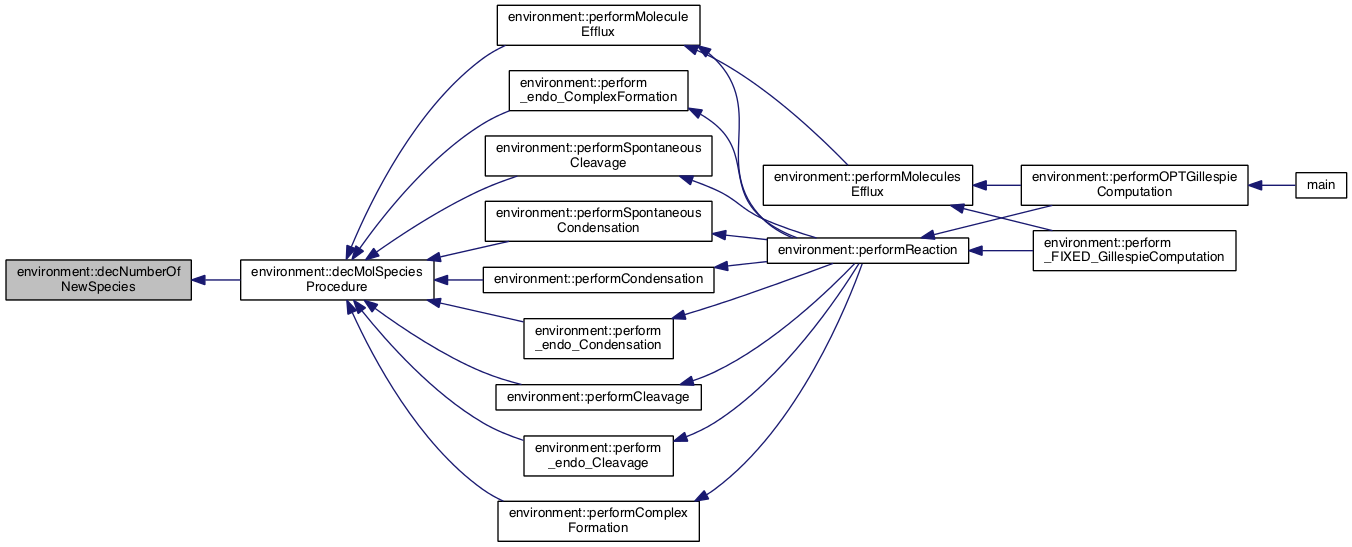 environment::decNumberOf
NewSpecies
environment::decMolSpecies
Procedure
environment::performMolecule
Efflux
environment::perform
_endo_ComplexFormation
environment::performSpontaneous
Cleavage
environment::performSpontaneous
Condensation
environment::performCondensation
environment::perform
_endo_Condensation
environment::performCleavage
environment::perform
_endo_Cleavage
environment::performComplex
Formation
environment::performMolecules
Efflux
environment::performReaction
environment::performOPTGillespie
Computation
environment::perform
_FIXED_GillespieComputation
main